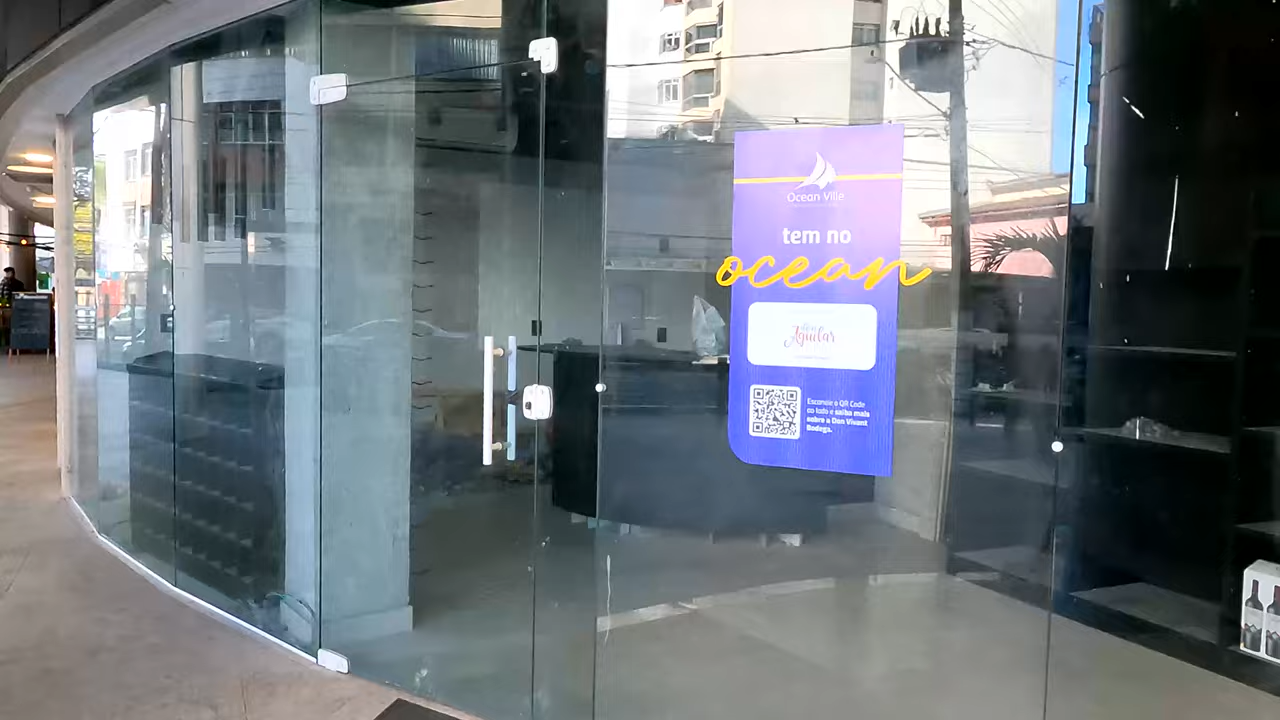 Ocean Ville
tem no
ocean
Aguilar
Escaneie o QR Code
ao lado e saiba mais
sobre a Don Vivant
Bodega.